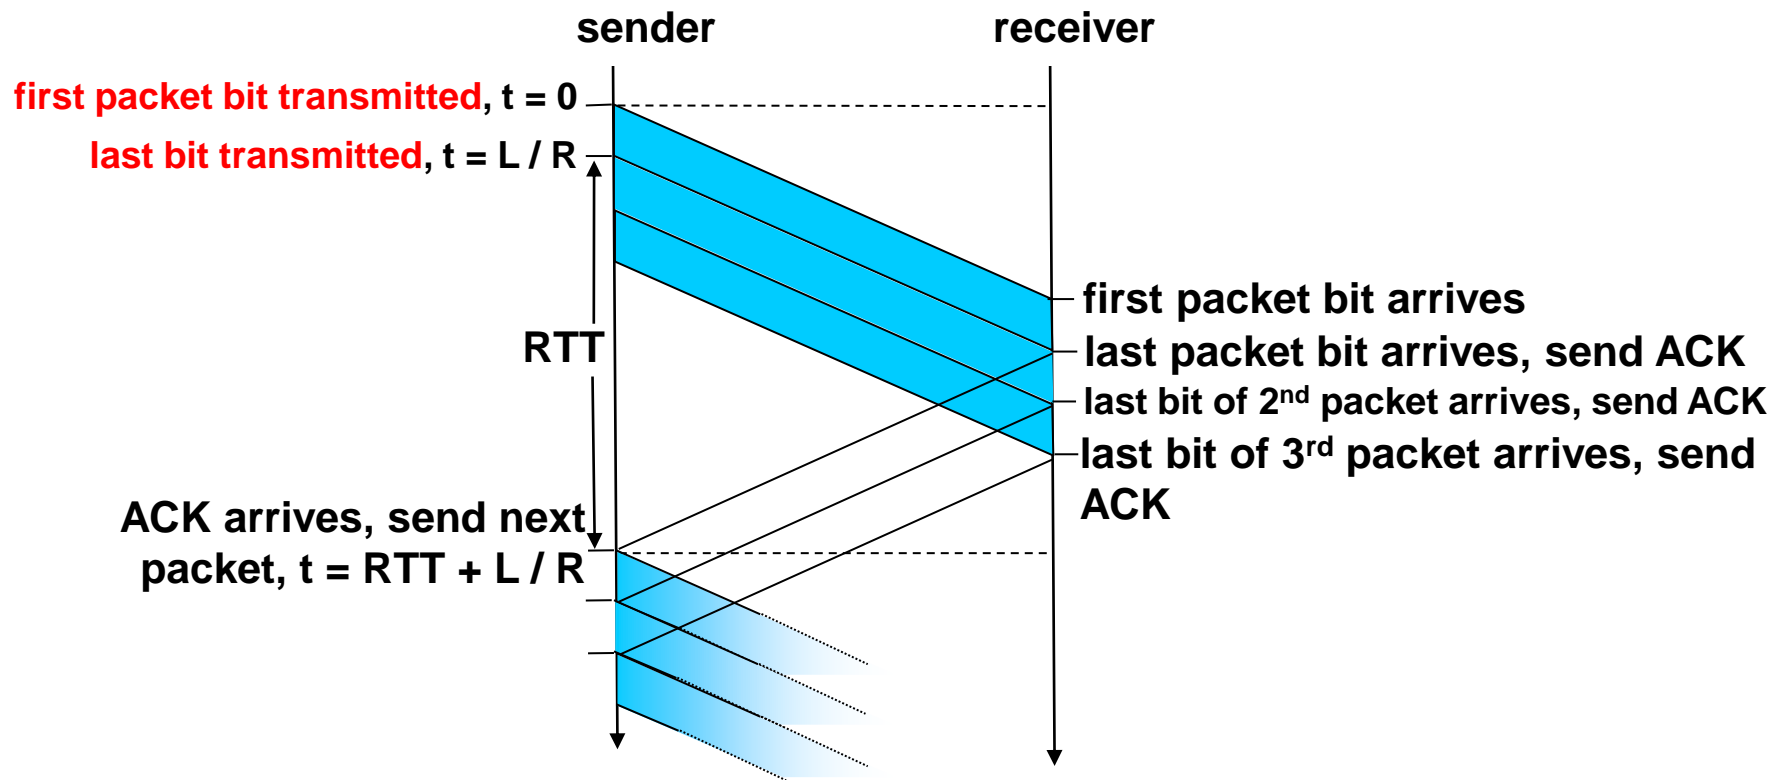 sender
receiver
first packet bit transmitted, t = 0
last bit transmitted, t = L / R
first packet bit arrives
RTT
last packet bit arrives, send ACK
last bit of 2nd packet arrives, send ACK
last bit of 3rd packet arrives, send
ACK
ACK arrives, send next
packet, t = RTT + L / R